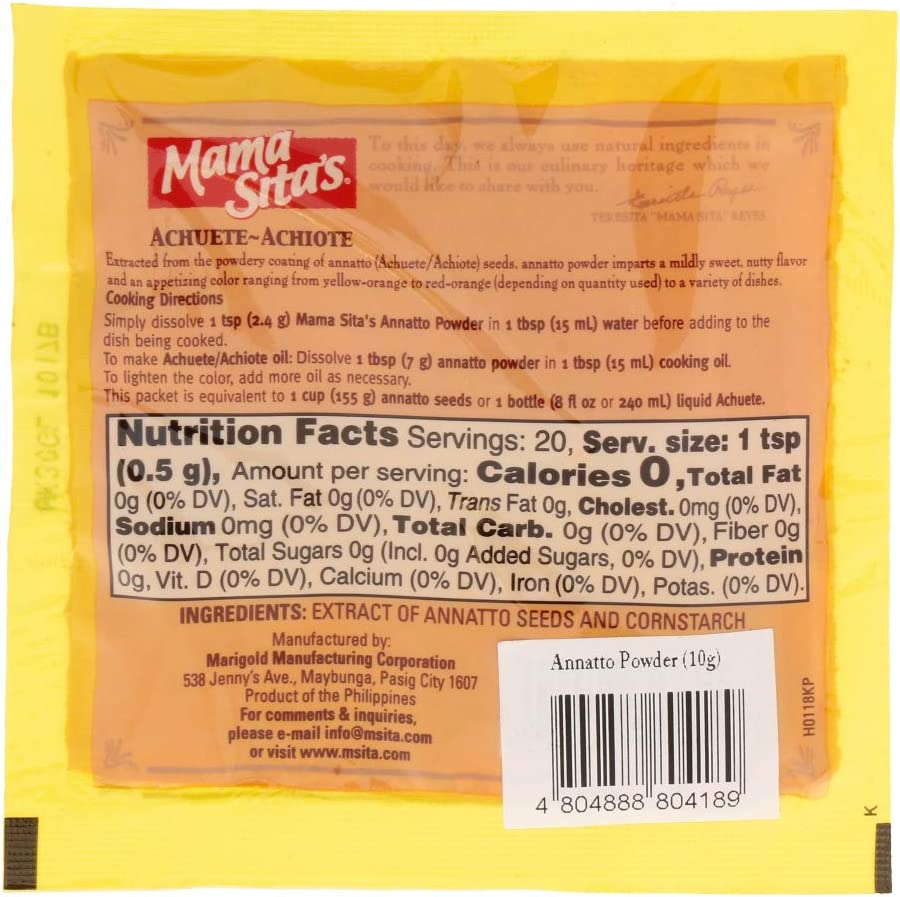 Mama
Sita's®
To this day, we always use natural ingredients in
cooking. This is our culinary heritage which we
would like to share with you.
TERESITA "MAMA SITA" REYES
ACHUETE~ACHIOTE
Extracted from the powdery coating of annatto (Achuete/Achiote) seeds, annatto powder imparts a mildly sweet, nutty flavor
and an appetizing color ranging from yellow-orange to red-orange (depending on quantity used) to a variety of dishes.
Cooking Directions
Simply dissolve 1 tsp (2.4 g) Mama Sita's Annatto Powder in 1 tbsp (15 mL) water before adding to the
dish being cooked.
To make Achuete/Achiote oil: Dissolve 1 tbsp (7 g) annatto powder in 1 tbsp (15 mL) cooking oil.
To lighten the color, add more oil as necessary.
This packet is equivalent to 1 cup (155 g) annatto seeds or 1 bottle (8 fl oz or 240 mL) liquid Achuete.
Nutrition Facts Servings: 20, Serv. size: 1 tsp
(0.5 g), Amount per serving: Calories 0, Total Fat
0g (0% DV), Sat. Fat 0g (0% DV), Trans Fat 0g, Cholest. 0mg (0% DV),
Sodium 0mg (0% DV), Total Carb. 0g (0% DV), Fiber 0g
(0% DV), Total Sugars 0g (Incl. 0g Added Sugars, 0% DV), Protein
0g, Vit. D (0% DV), Calcium (0% DV), Iron (0% DV), Potas. (0% DV).
INGREDIENTS: EXTRACT OF ANNATTO SEEDS AND CORNSTARCH
Manufactured by:
Marigold Manufacturing Corporation
538 Jenny's Ave., Maybunga, Pasig City 1607
Product of the Philippines
For comments & inquiries,
please e-mail info@msita.com
or visit www.msita.com
Annatto Powder (10g)
4 804888 804189
H0118KP
K